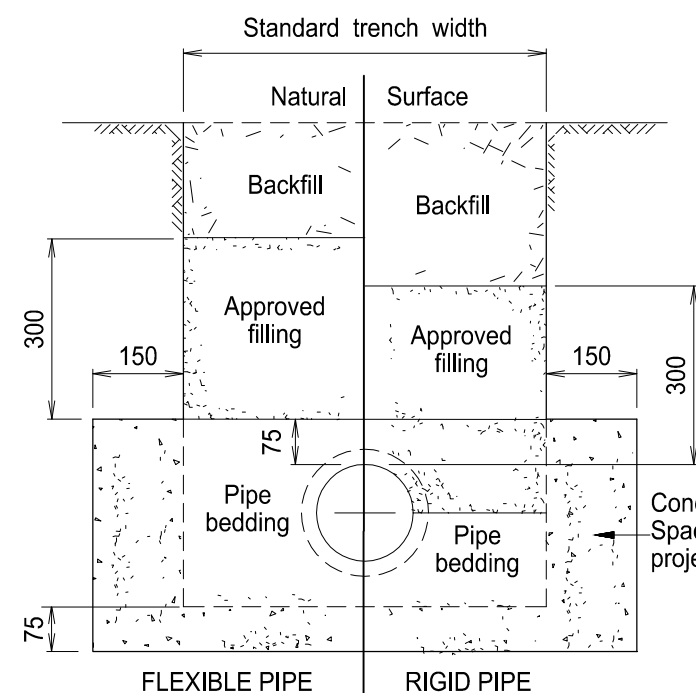 Standard trench width
Natural Surface
Backfill
Backfill
300
Approved
filling
Approved
filling
150
150
300
75
Pipe
bedding
Pipe
bedding
75
FLEXIBLE PIPE
RIGID PIPE